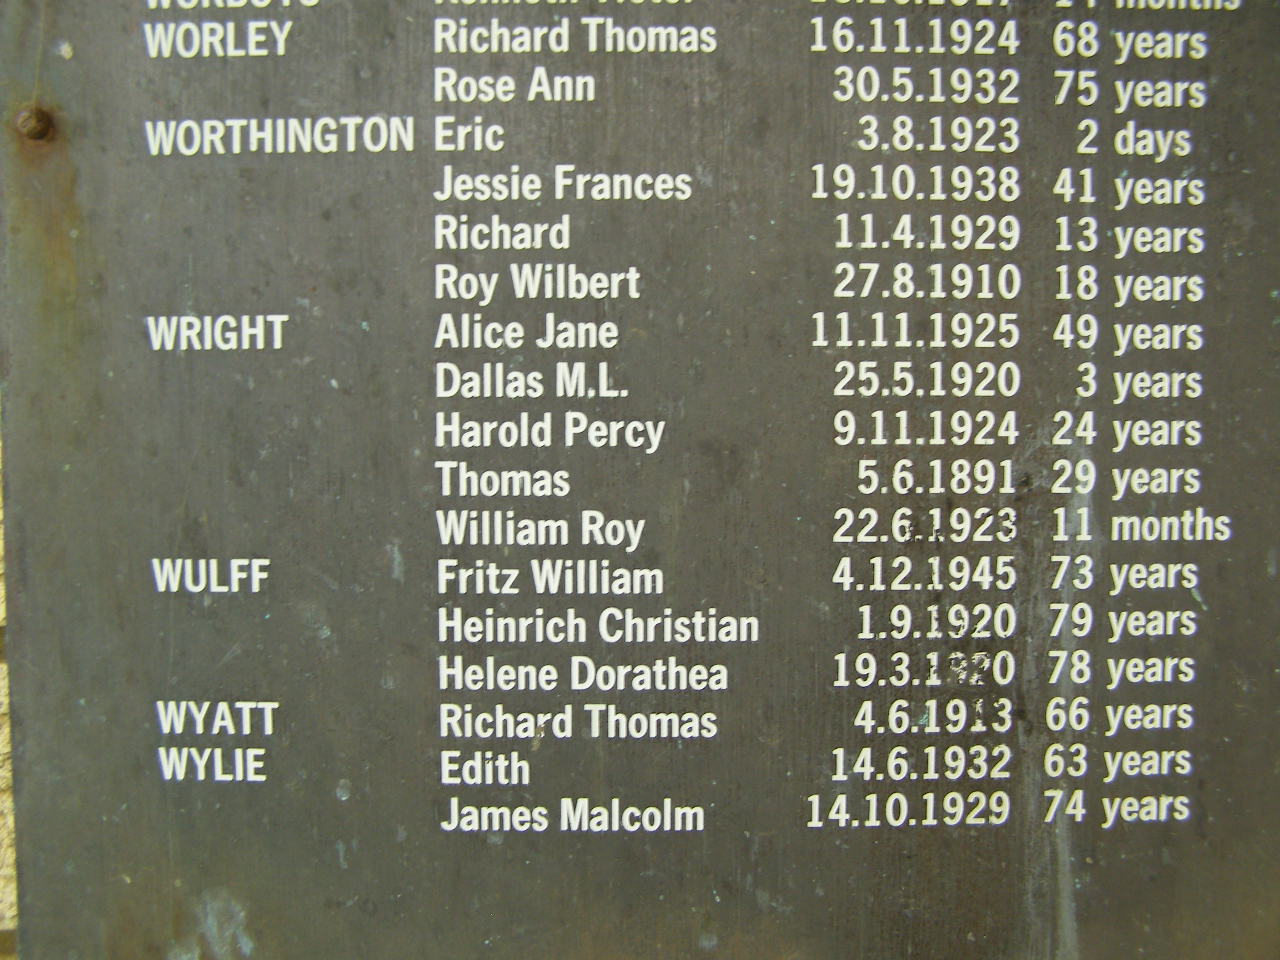 WORLEY Richard Thomas 16.11.1924 68 years
Rose Ann 30.5.1932 75 years
WORTHINGTON Eric 3.8.1923 2 days
Jessie Frances 19.10.1938 41 years
Richard 11.4.1929 13 years
Roy Wilbert 27.8.1910 18 years
WRIGHT Alice Jane 11.11.1925 49 years
Dallas M.L. 25.5.1920 3 years
Harold Percy 9.11.1924 24 years
Thomas 5.6.1891 29 years
William Roy 22.6.1923 11 months
WULFF Fritz William 4.12.1945 73 years
Heinrich Christian 1.9.1920 79 years
Helene Dorathea 78 years
WYATT Richard Thomas 4.6.1913 66 years
WYLIE Edith 14.6.1932 63 years
James Malcolm 14.10.1929 74 years